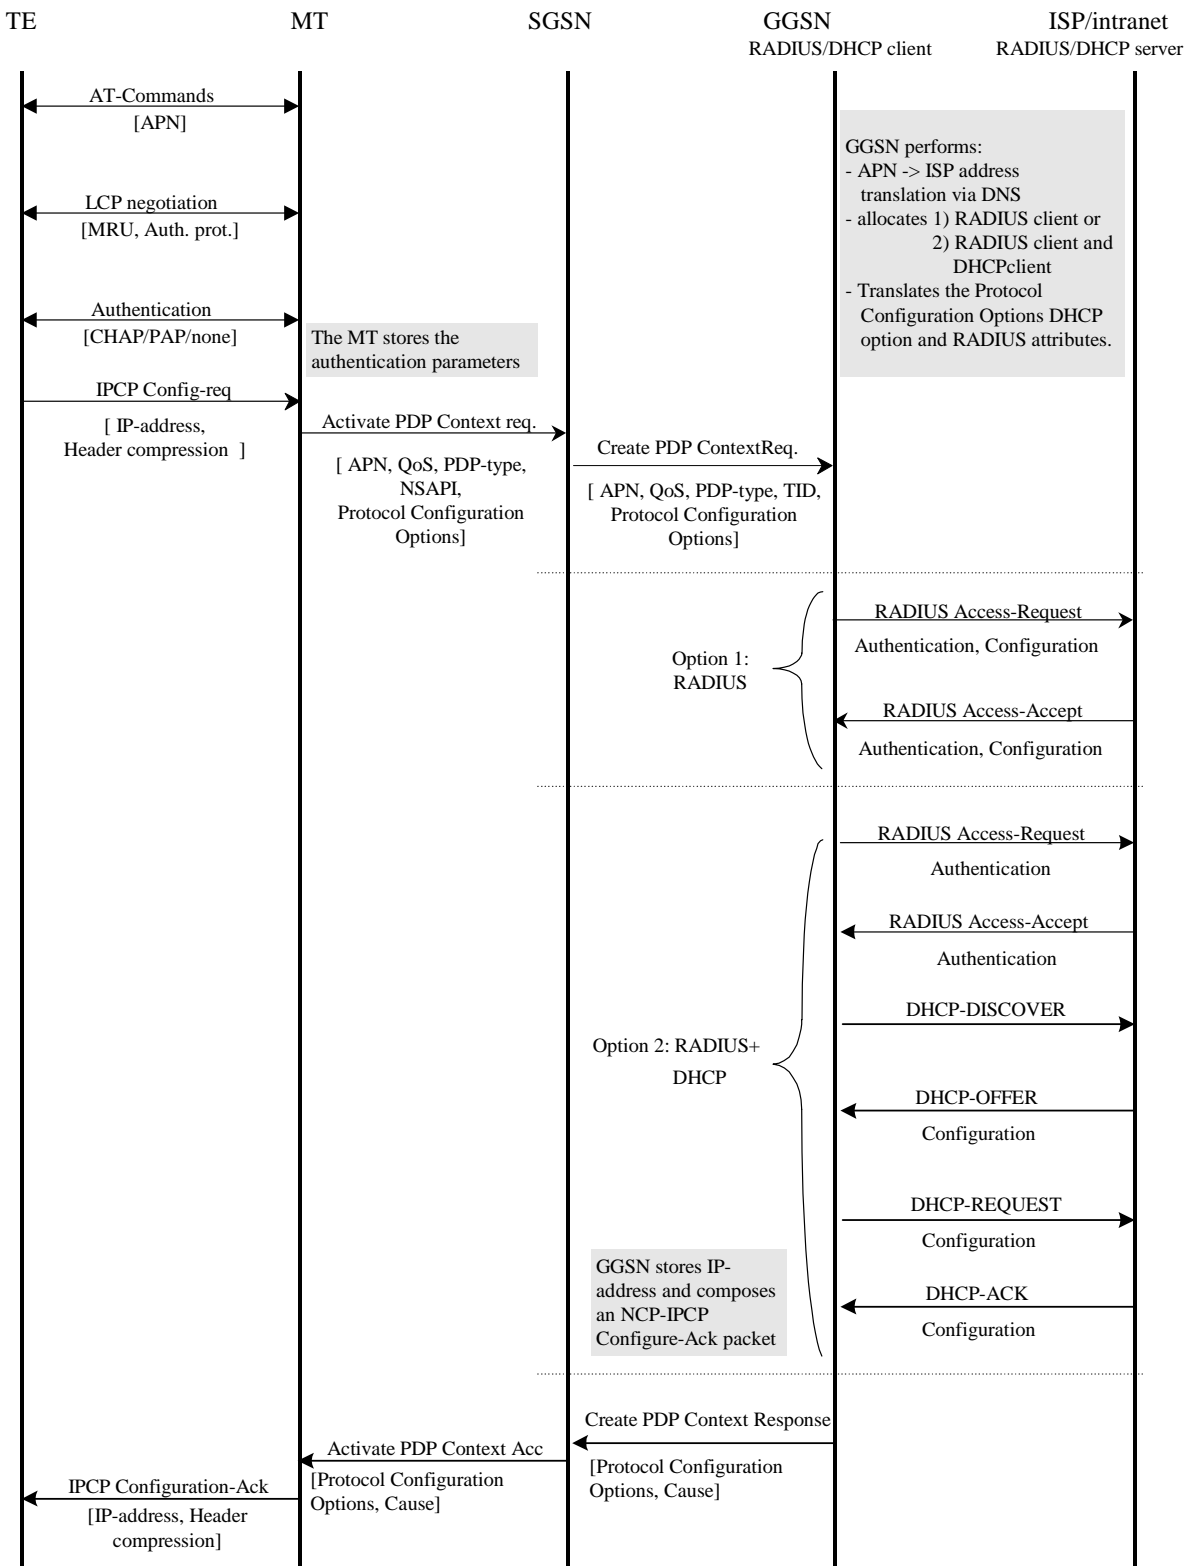 TE MT SGSN GGSN ISP/intranet
RADIUS/DHCP client RADIUS/DHCP server
AT-Commands
[APN]
GGSN performs:
- APN -> ISP address
translation via DNS
- allocates 1) RADIUS client or
2) RADIUS client and
DHCPclient
- Translates the Protocol
Configuration Options DHCP
option and RADIUS attributes.
LCP negotiation
[MRU, Auth. prot.]
Authentication
[CHAP/PAP/none]
The MT stores the
authentication parameters
IPCP Config-req
[ IP-address,
Header compression ]
Activate PDP Context req.
[ APN, QoS, PDP-type,
NSAPI,
Protocol Configuration
Options]
Create PDP ContextReq.
[ APN, QoS, PDP-type, TID,
Protocol Configuration
Options]
RADIUS Access-Request
Authentication, Configuration
Option 1:
RADIUS
RADIUS Access-Accept
Authentication, Configuration
RADIUS Access-Request
Authentication
RADIUS Access-Accept
Authentication
DHCP-DISCOVER
Option 2: RADIUS+
DHCP
DHCP-OFFER
Configuration
DHCP-REQUEST
Configuration
GGSN stores IP-
address and composes
an NCP-IPCP
Configure-Ack packet
DHCP-ACK
Configuration
Create PDP Context Response
[Protocol Configuration
Options, Cause]
Activate PDP Context Acc
[Protocol Configuration
Options, Cause]
IPCP Configuration-Ack
[IP-address, Header
compression]